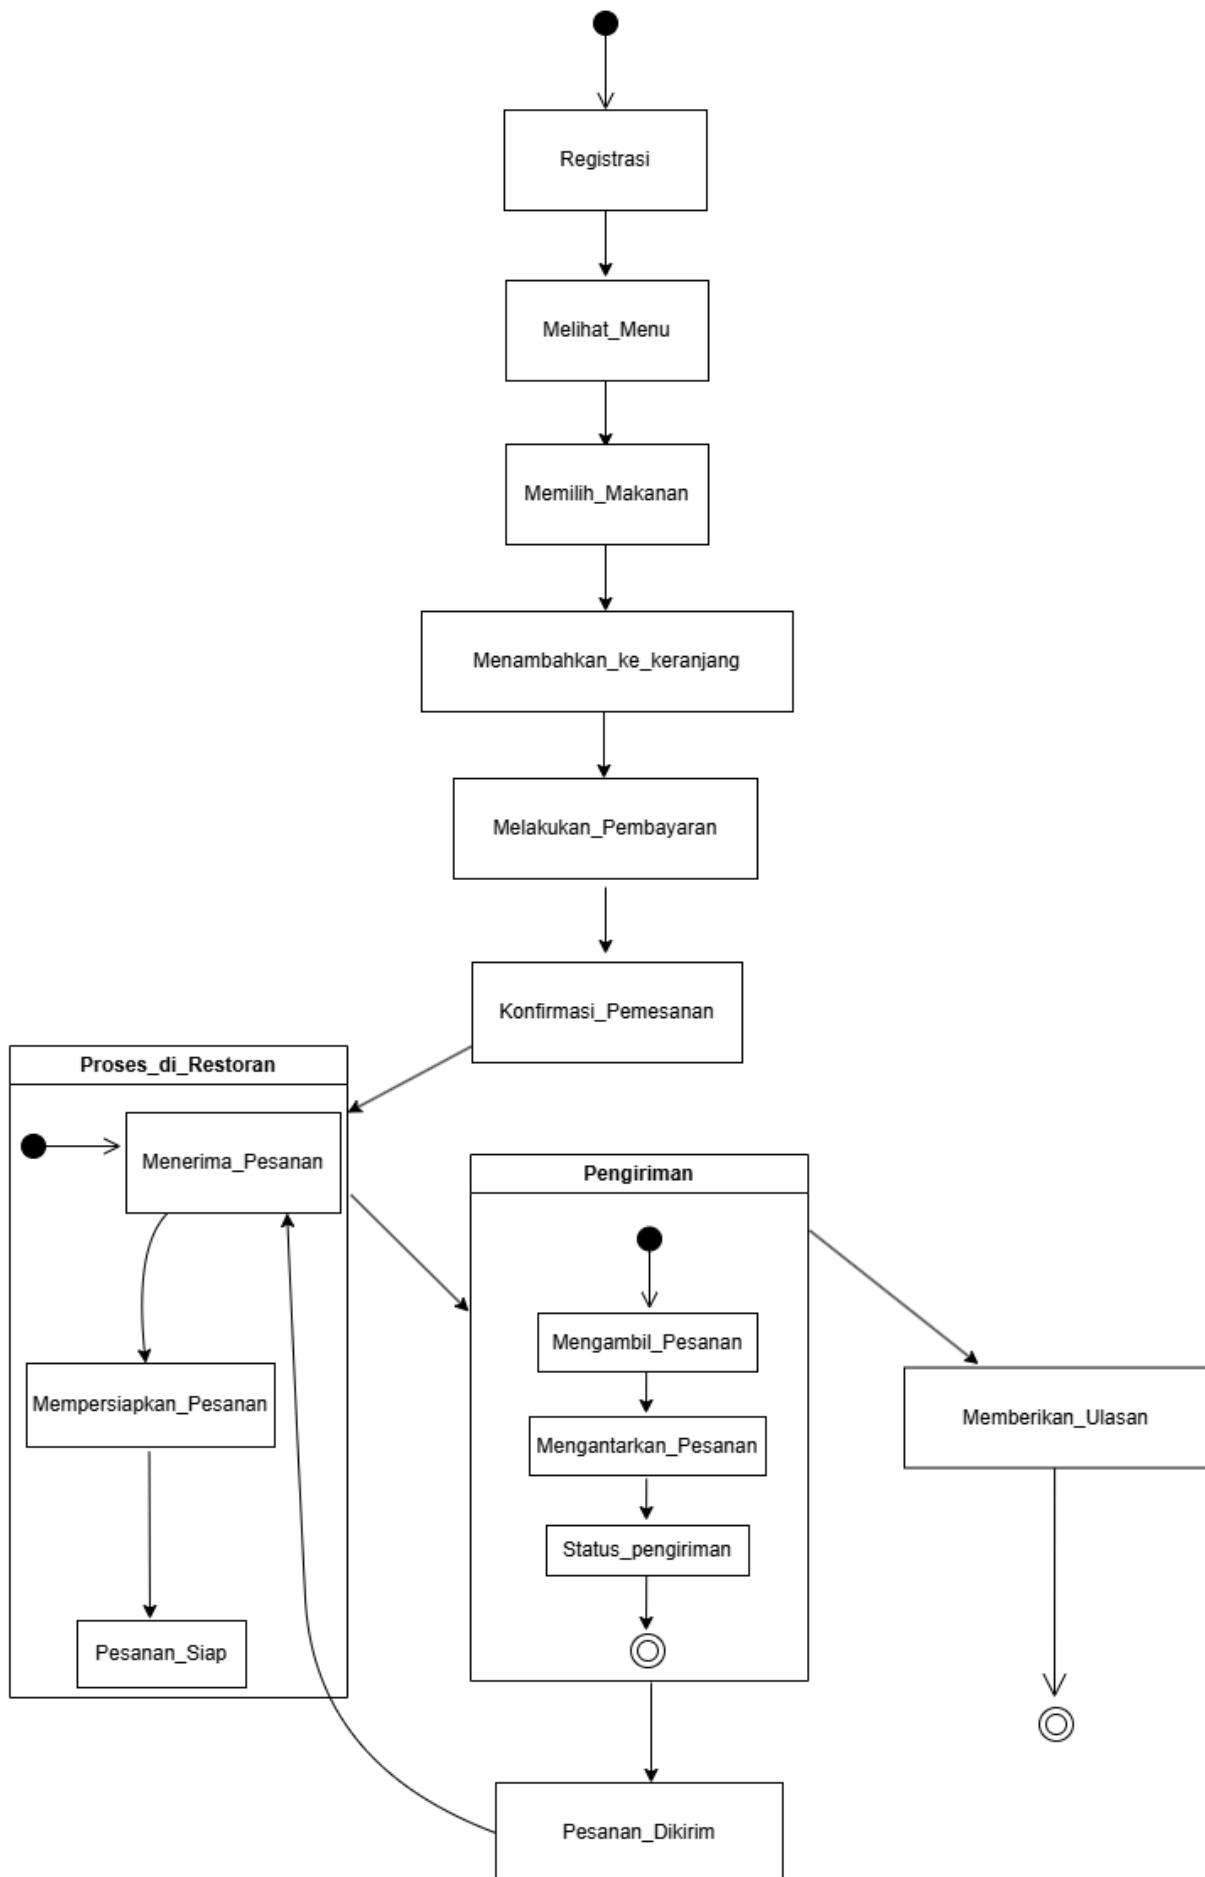 Registrasi
Melihat_Menu
Memilih_Makanan
Menambahkan_ke_keranjang
Melakukan_Pembayaran
Konfirmasi_Pemesanan
Proses_di_Restoran
Menerima_Pesanan
Mempersiapkan_Pesanan
Pesanan_Siap
Pengiriman
Mengambil_Pesanan
Mengantarkan_Pesanan
Status_pengiriman
Memberikan_Ulasan
Pesanan_Dikirim